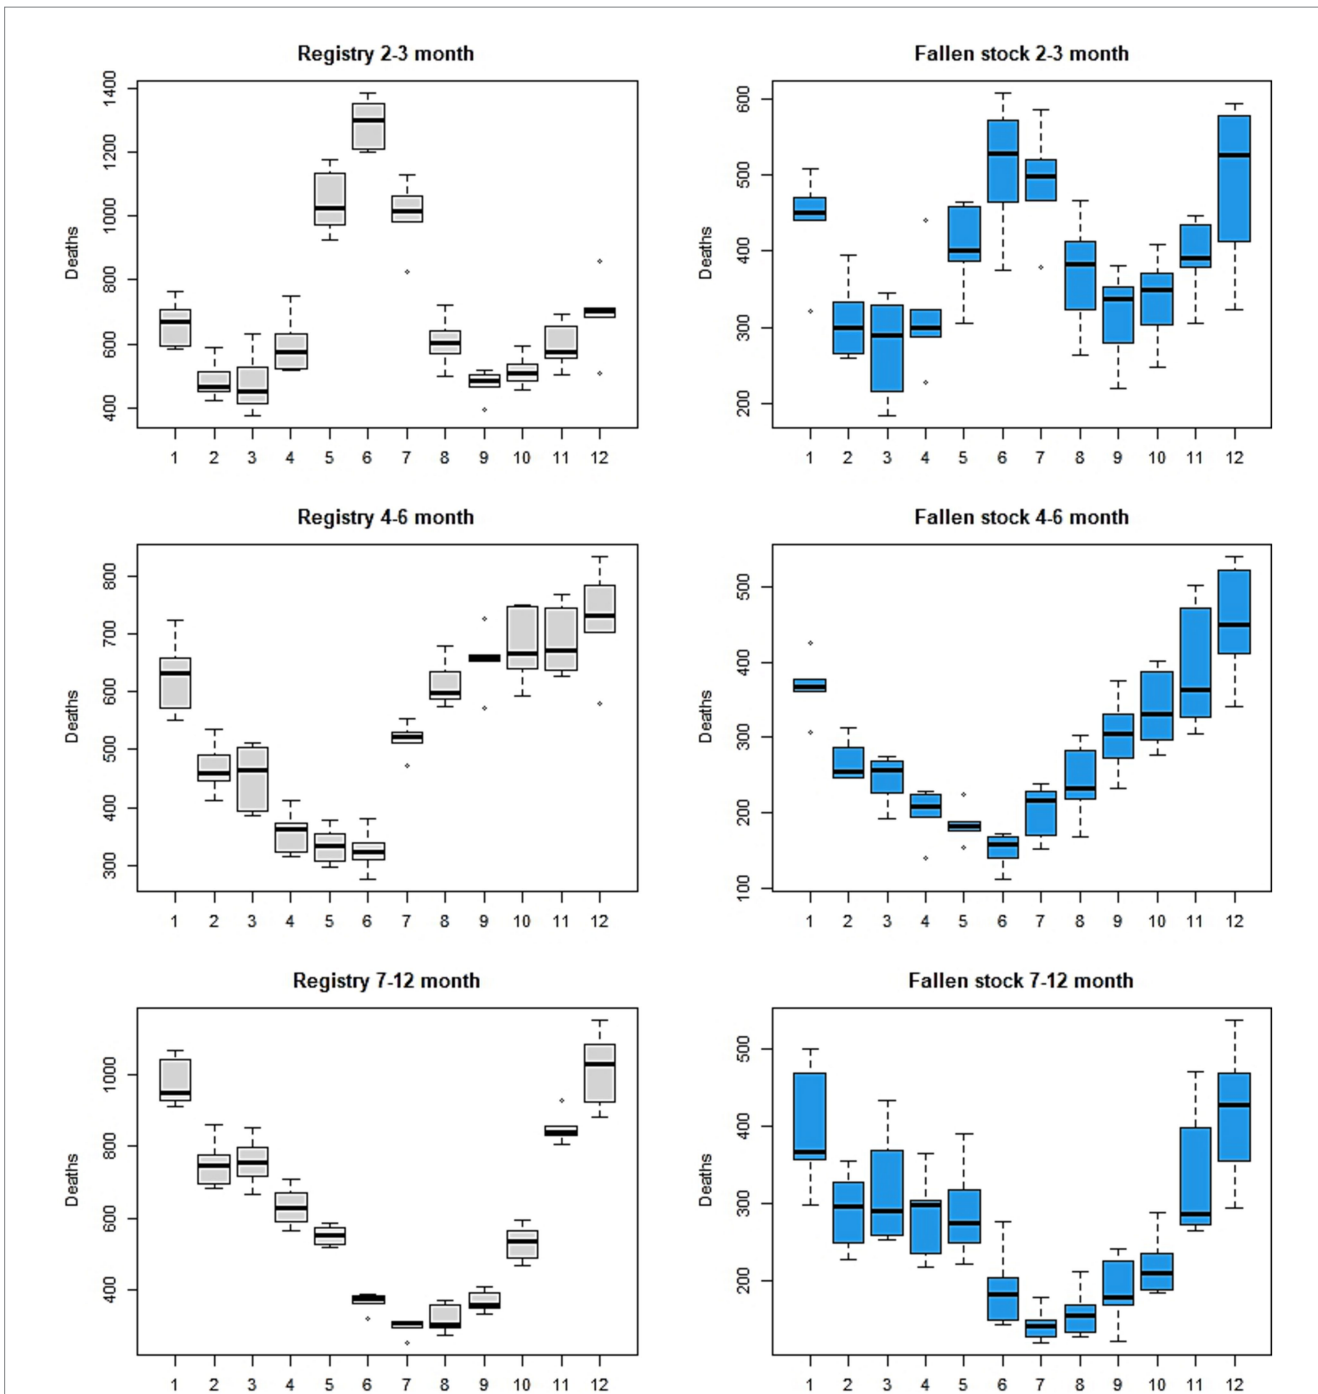 Registry 2-3 month
Deaths
400 600 800 1000 1200 1400
1 2 3 4 5 6 7 8 9 10 11 12
Fallen stock 2-3 month
Deaths
200 300 400 500 600
1 2 3 4 5 6 7 8 9 10 11 12
Registry 4-6 month
Deaths
300 400 500 600 700 800
1 2 3 4 5 6 7 8 9 10 11 12
Fallen stock 4-6 month
Deaths
100 200 300 400 500
1 2 3 4 5 6 7 8 9 10 11 12
Registry 7-12 month
Deaths
400 600 800 1000
1 2 3 4 5 6 7 8 9 10 11 12
Fallen stock 7-12 month
Deaths
200 300 400 500
1 2 3 4 5 6 7 8 9 10 11 12